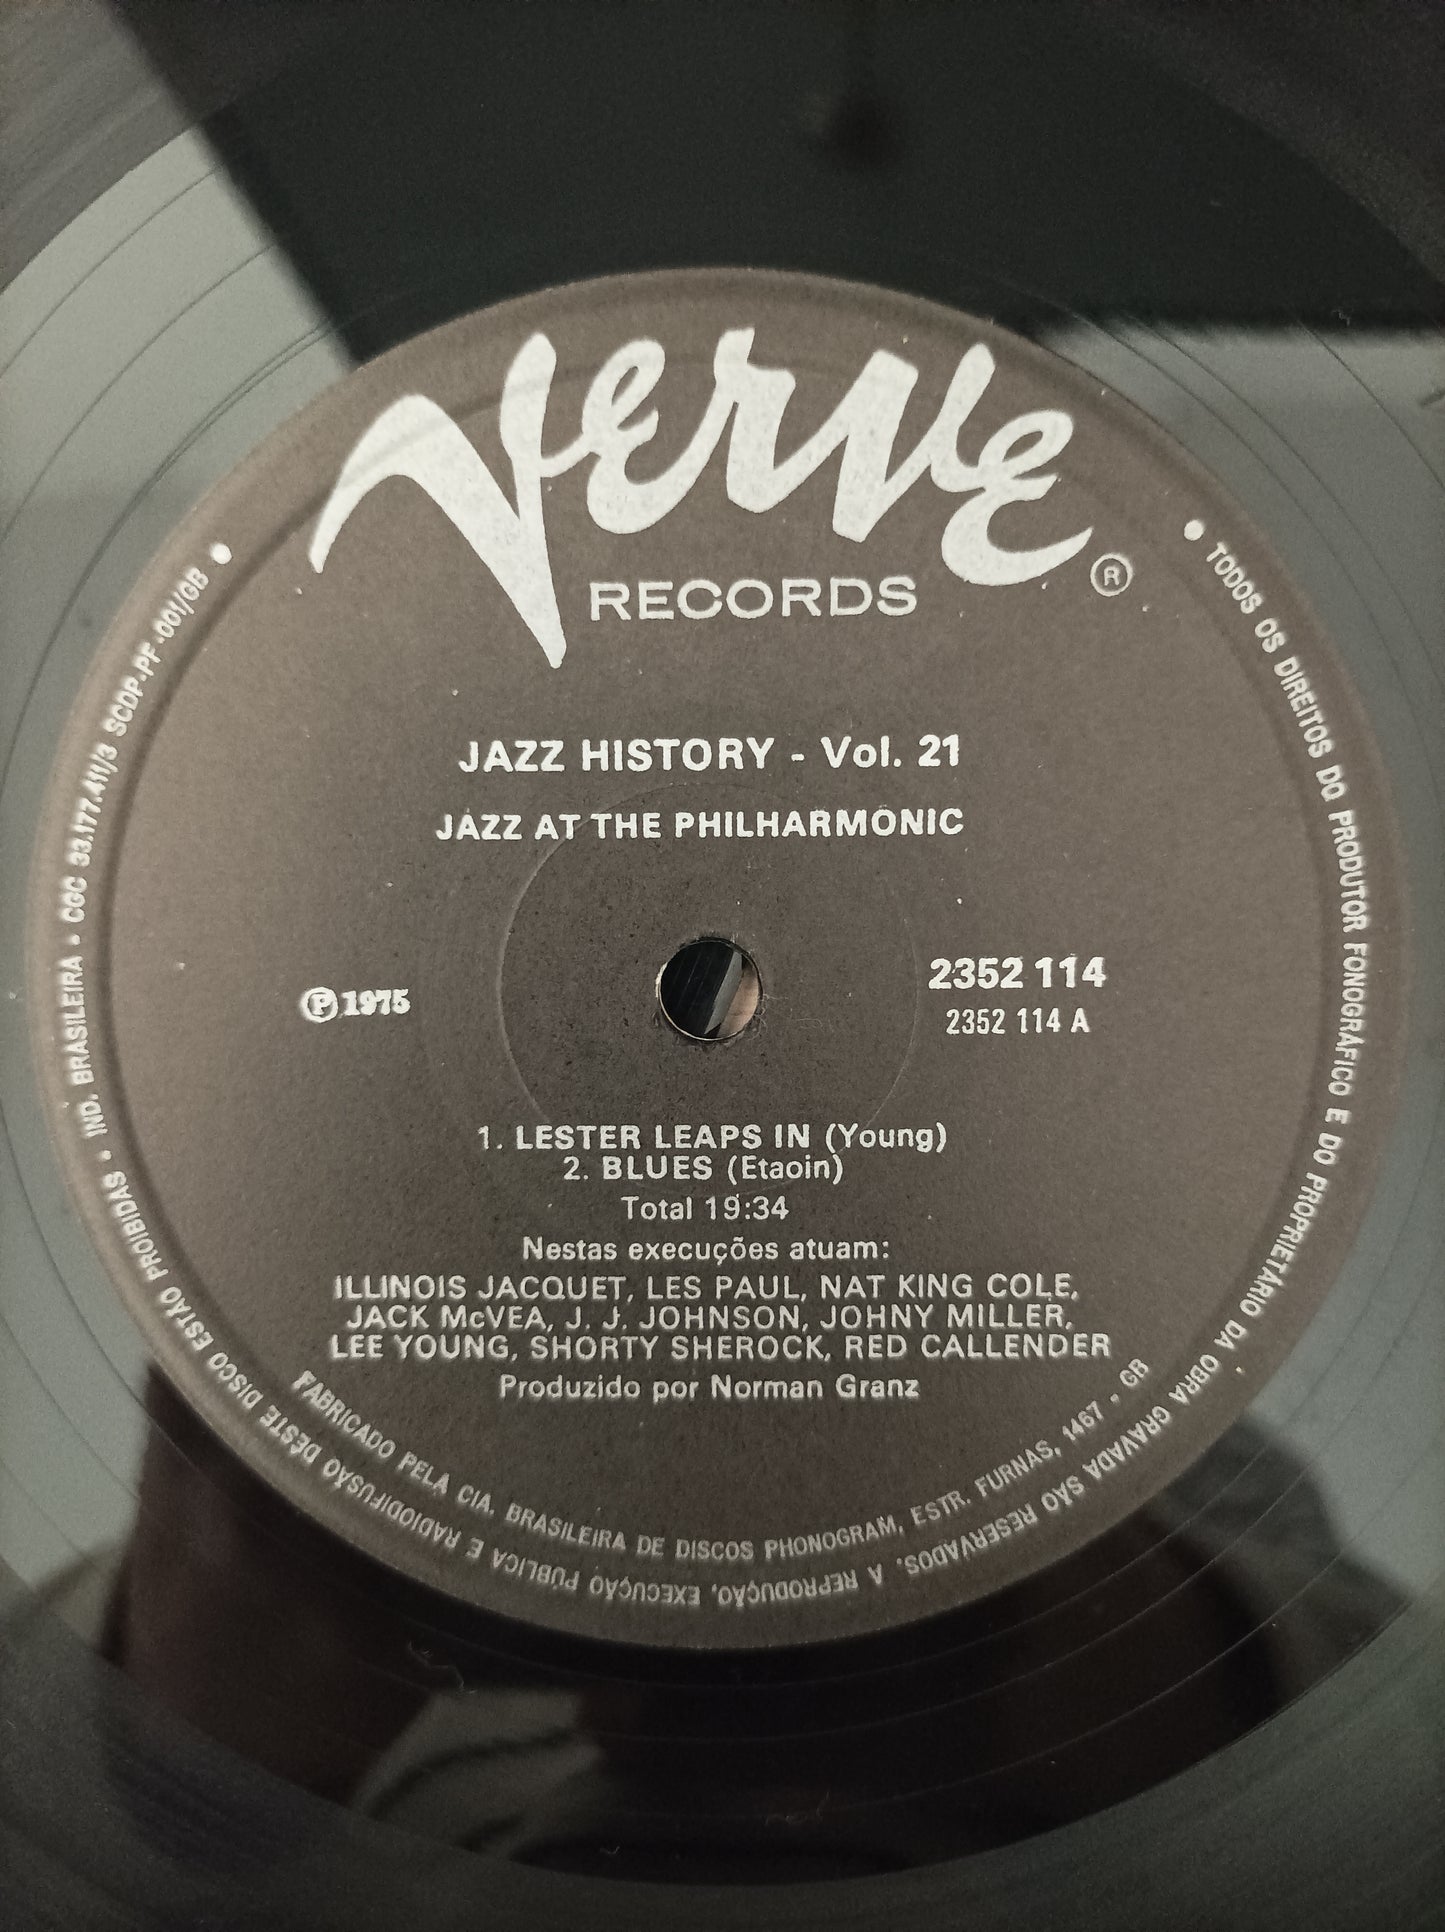 Verve
RECORDS
®
JAZZ HISTORY - Vol. 21
JAZZ AT THE PHILHARMONIC
℗ 1975
2352 114
2352 114 A
1. LESTER LEAPS IN (Young)
2. BLUES (Etaoin)
Total 19:34
Nestas execuções atuam:
ILLINOIS JACQUET, LES PAUL, NAT KING COLE,
JACK McVEA, J. J. JOHNSON, JOHNY MILLER,
LEE YOUNG, SHORTY SHEROCK, RED CALLENDER
Produzido por Norman Granz
FABRICADO PELA CIA. BRASILEIRA DE DISCOS PHONOGRAM, ESTR. FURNAS, 1467 - GB
• TODOS OS DIREITOS DO PRODUTOR FONOGRÁFICO E DO PROPRIETÁRIO DA OBRA GRAVADA SÃO RESERVADOS. A REPRODUÇÃO, EXECUÇÃO PÚBLICA E RADIODIFUSÃO DÊSTE DISCO ESTÃO PROIBIDAS • IND. BRASILEIRA • CGC 33.177.411/3 SCDP-PF-001/GB •